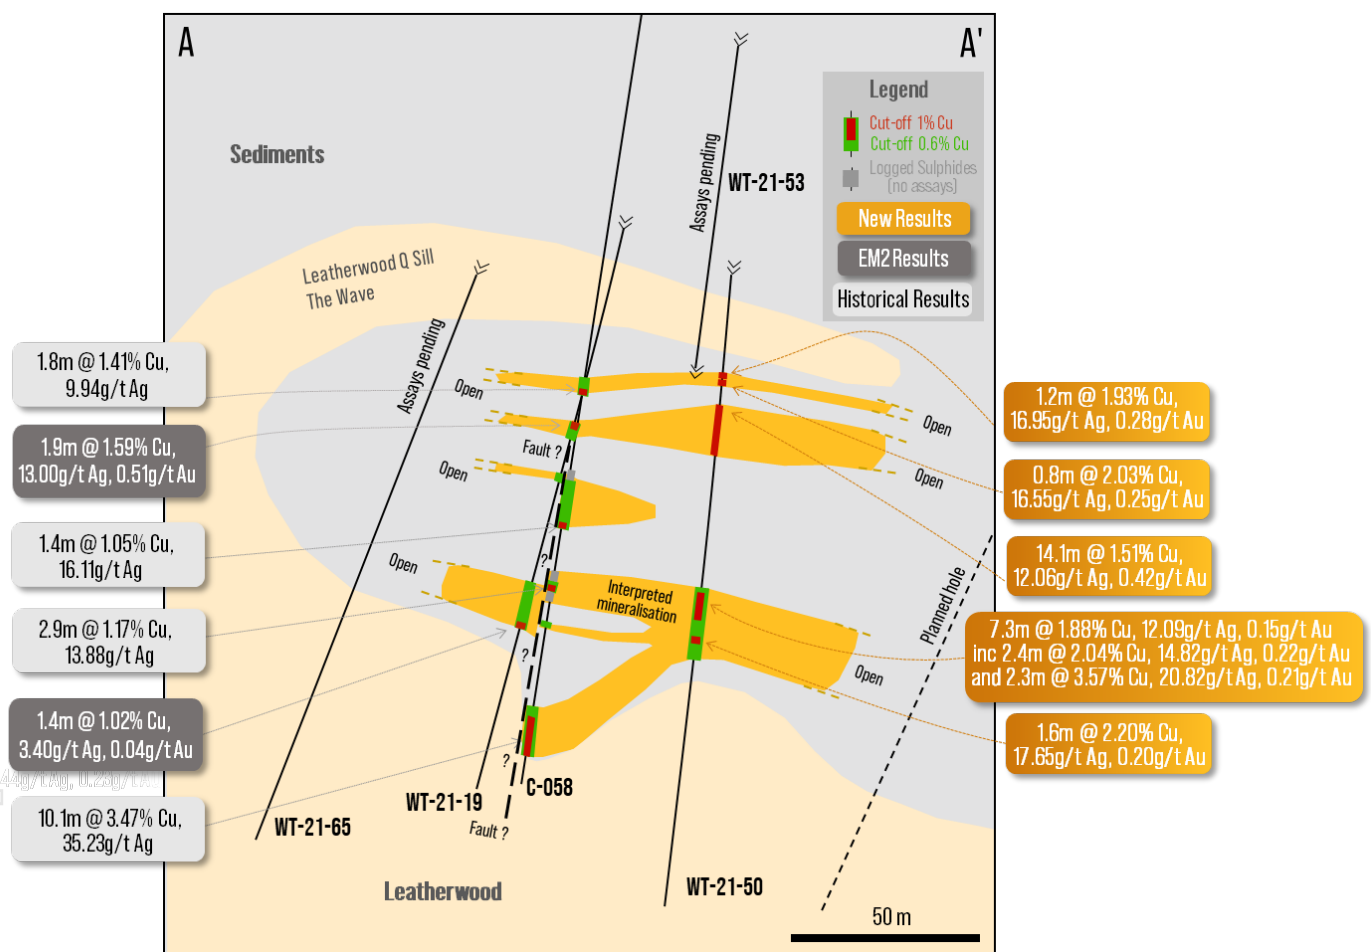 A
A'
Legend
Cut-off 1% Cu
Cut-off 0.6% Cu
Logged Sulphides
(no assays)
New Results
EM2 Results
Historical Results
Sediments
Assays pending
WT-21-53
Leatherwood Q Sill
The Wave
Assays pending
1.8m @ 1.41% Cu,
9.94g/t Ag
1.9m @ 1.59% Cu,
13.00g/t Ag, 0.51g/t Au
1.4m @ 1.05% Cu,
16.11g/t Ag
2.9m @ 1.17% Cu,
13.88g/t Ag
1.4m @ 1.02% Cu,
3.40g/t Ag, 0.04g/t Au
10.1m @ 3.47% Cu,
35.23g/t Ag
Open
Open
Fault ?
Open
Open
Open
?
Open
Interpreted
mineralisation
?
Open
?
Planned hole
1.2m @ 1.93% Cu,
16.95g/t Ag, 0.28g/t Au
0.8m @ 2.03% Cu,
16.55g/t Ag, 0.25g/t Au
14.1m @ 1.51% Cu,
12.06g/t Ag, 0.42g/t Au
7.3m @ 1.88% Cu, 12.09g/t Ag, 0.15g/t Au
inc 2.4m @ 2.04% Cu, 14.82g/t Ag, 0.22g/t Au
and 2.3m @ 3.57% Cu, 20.82g/t Ag, 0.21g/t Au
1.6m @ 2.20% Cu,
17.65g/t Ag, 0.20g/t Au
C-058
WT-21-19
WT-21-65
Fault ?
Leatherwood
WT-21-50
50 m